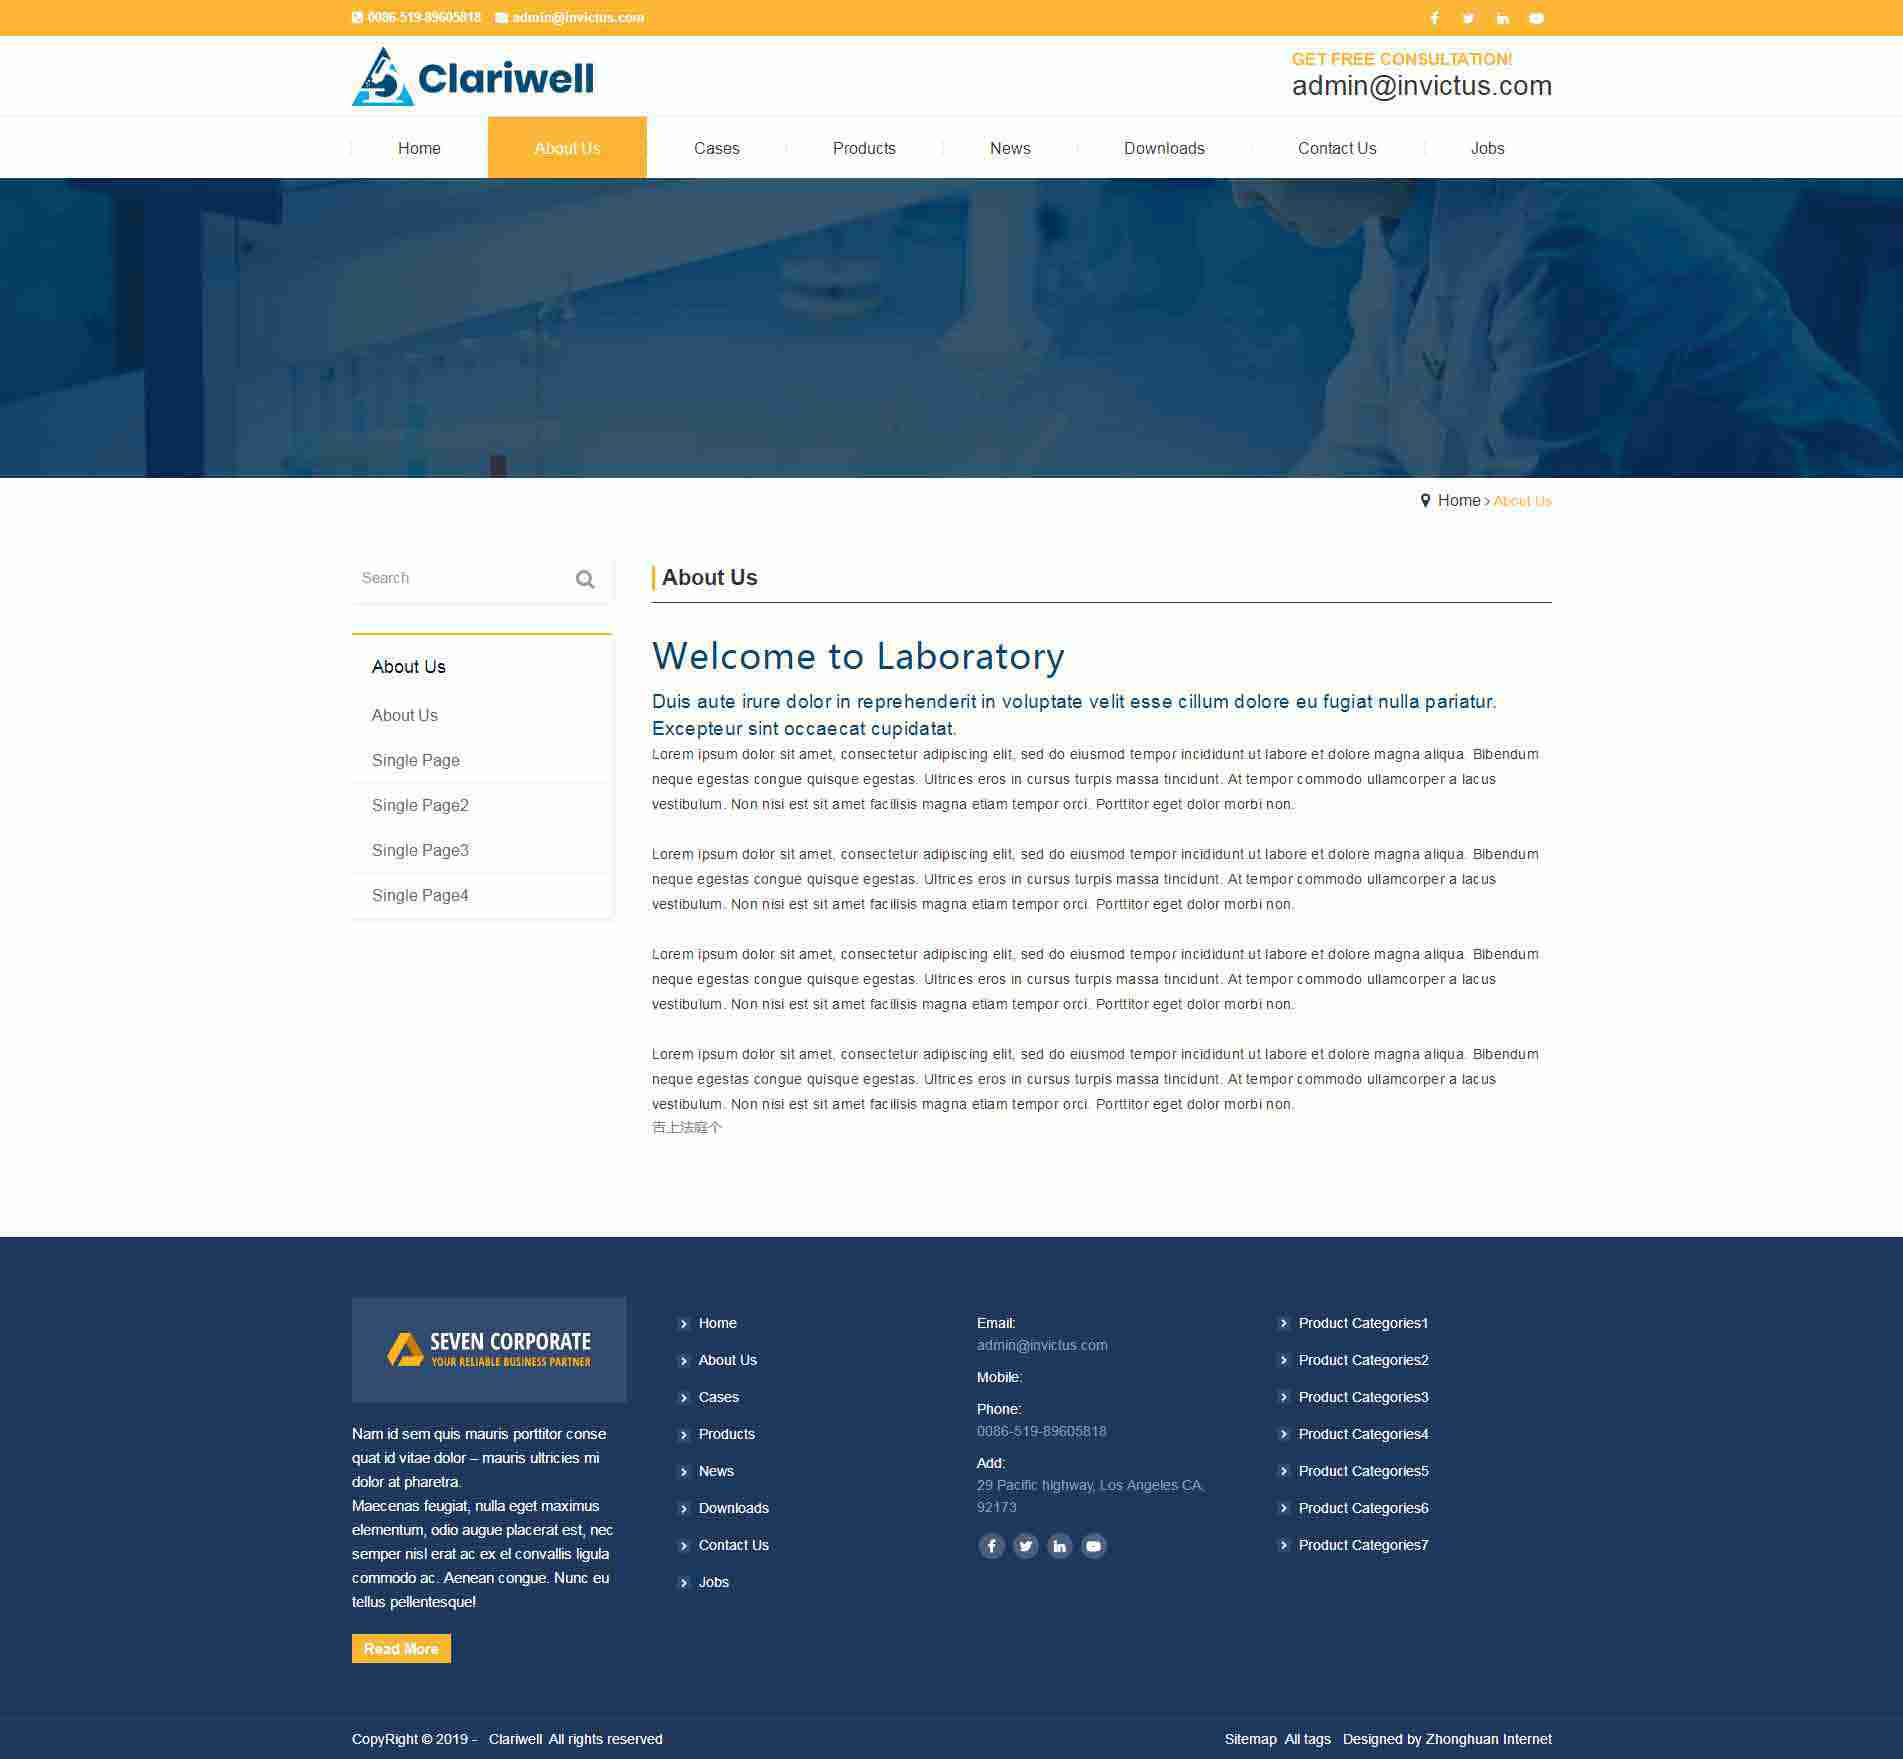 0086-519-89605818 admin@invictus.com
Clariwell
GET FREE CONSULTATION!
admin@invictus.com
Home About Us Cases Products News Downloads Contact Us Jobs
Home > About Us
Search
About Us
About Us
Single Page
Single Page2
Single Page3
Single Page4
About Us
Welcome to Laboratory
Duis aute irure dolor in reprehenderit in voluptate velit esse cillum dolore eu fugiat nulla pariatur.
Excepteur sint occaecat cupidatat.
Lorem ipsum dolor sit amet, consectetur adipiscing elit, sed do eiusmod tempor incididunt ut labore et dolore magna aliqua. Bibendum
neque egestas congue quisque egestas. Ultrices eros in cursus turpis massa tincidunt. At tempor commodo ullamcorper a lacus
vestibulum. Non nisi est sit amet facilisis magna etiam tempor orci. Porttitor eget dolor morbi non.
Lorem ipsum dolor sit amet, consectetur adipiscing elit, sed do eiusmod tempor incididunt ut labore et dolore magna aliqua. Bibendum
neque egestas congue quisque egestas. Ultrices eros in cursus turpis massa tincidunt. At tempor commodo ullamcorper a lacus
vestibulum. Non nisi est sit amet facilisis magna etiam tempor orci. Porttitor eget dolor morbi non.
Lorem ipsum dolor sit amet, consectetur adipiscing elit, sed do eiusmod tempor incididunt ut labore et dolore magna aliqua. Bibendum
neque egestas congue quisque egestas. Ultrices eros in cursus turpis massa tincidunt. At tempor commodo ullamcorper a lacus
vestibulum. Non nisi est sit amet facilisis magna etiam tempor orci. Porttitor eget dolor morbi non.
Lorem ipsum dolor sit amet, consectetur adipiscing elit, sed do eiusmod tempor incididunt ut labore et dolore magna aliqua. Bibendum
neque egestas congue quisque egestas. Ultrices eros in cursus turpis massa tincidunt. At tempor commodo ullamcorper a lacus
vestibulum. Non nisi est sit amet facilisis magna etiam tempor orci. Porttitor eget dolor morbi non.
告上法庭个
SEVEN CORPORATE
YOUR RELIABLE BUSINESS PARTNER
Nam id sem quis mauris porttitor conse
quat id vitae dolor – mauris ultricies mi
dolor at pharetra.
Maecenas feugiat, nulla eget maximus
elementum, odio augue placerat est, nec
semper nisl erat ac ex el convallis ligula
commodo ac. Aenean congue. Nunc eu
tellus pellentesque!
Read More
Home
About Us
Cases
Products
News
Downloads
Contact Us
Jobs
Email:
admin@invictus.com
Mobile:
Phone:
0086-519-89605818
Add:
29 Pacific highway, Los Angeles CA,
92173
Product Categories1
Product Categories2
Product Categories3
Product Categories4
Product Categories5
Product Categories6
Product Categories7
CopyRight © 2019 - Clariwell All rights reserved
Sitemap All tags Designed by Zhonghuan Internet